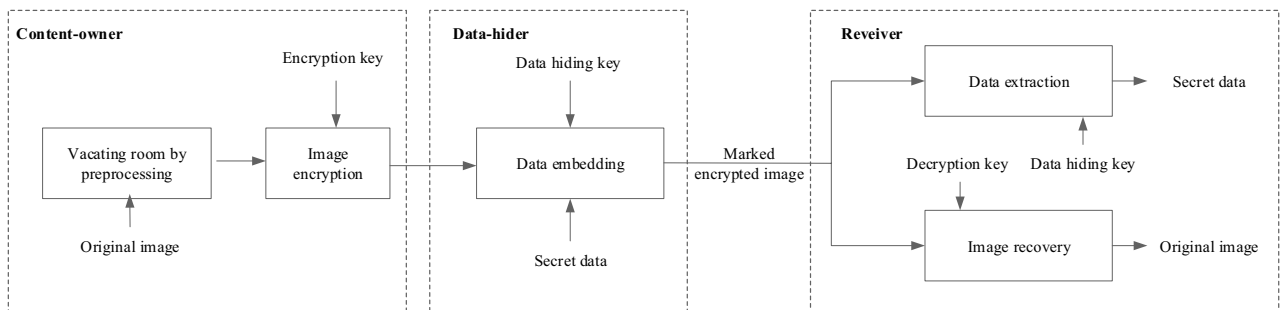 Content-owner
Encryption key
Vacating room by
preprocessing
Image
encryption
Original image
Data-hider
Data hiding key
Data embedding
Secret data
Marked
encrypted image
Reveiver
Data extraction
Secret data
Decryption key
Data hiding key
Image recovery
Original image